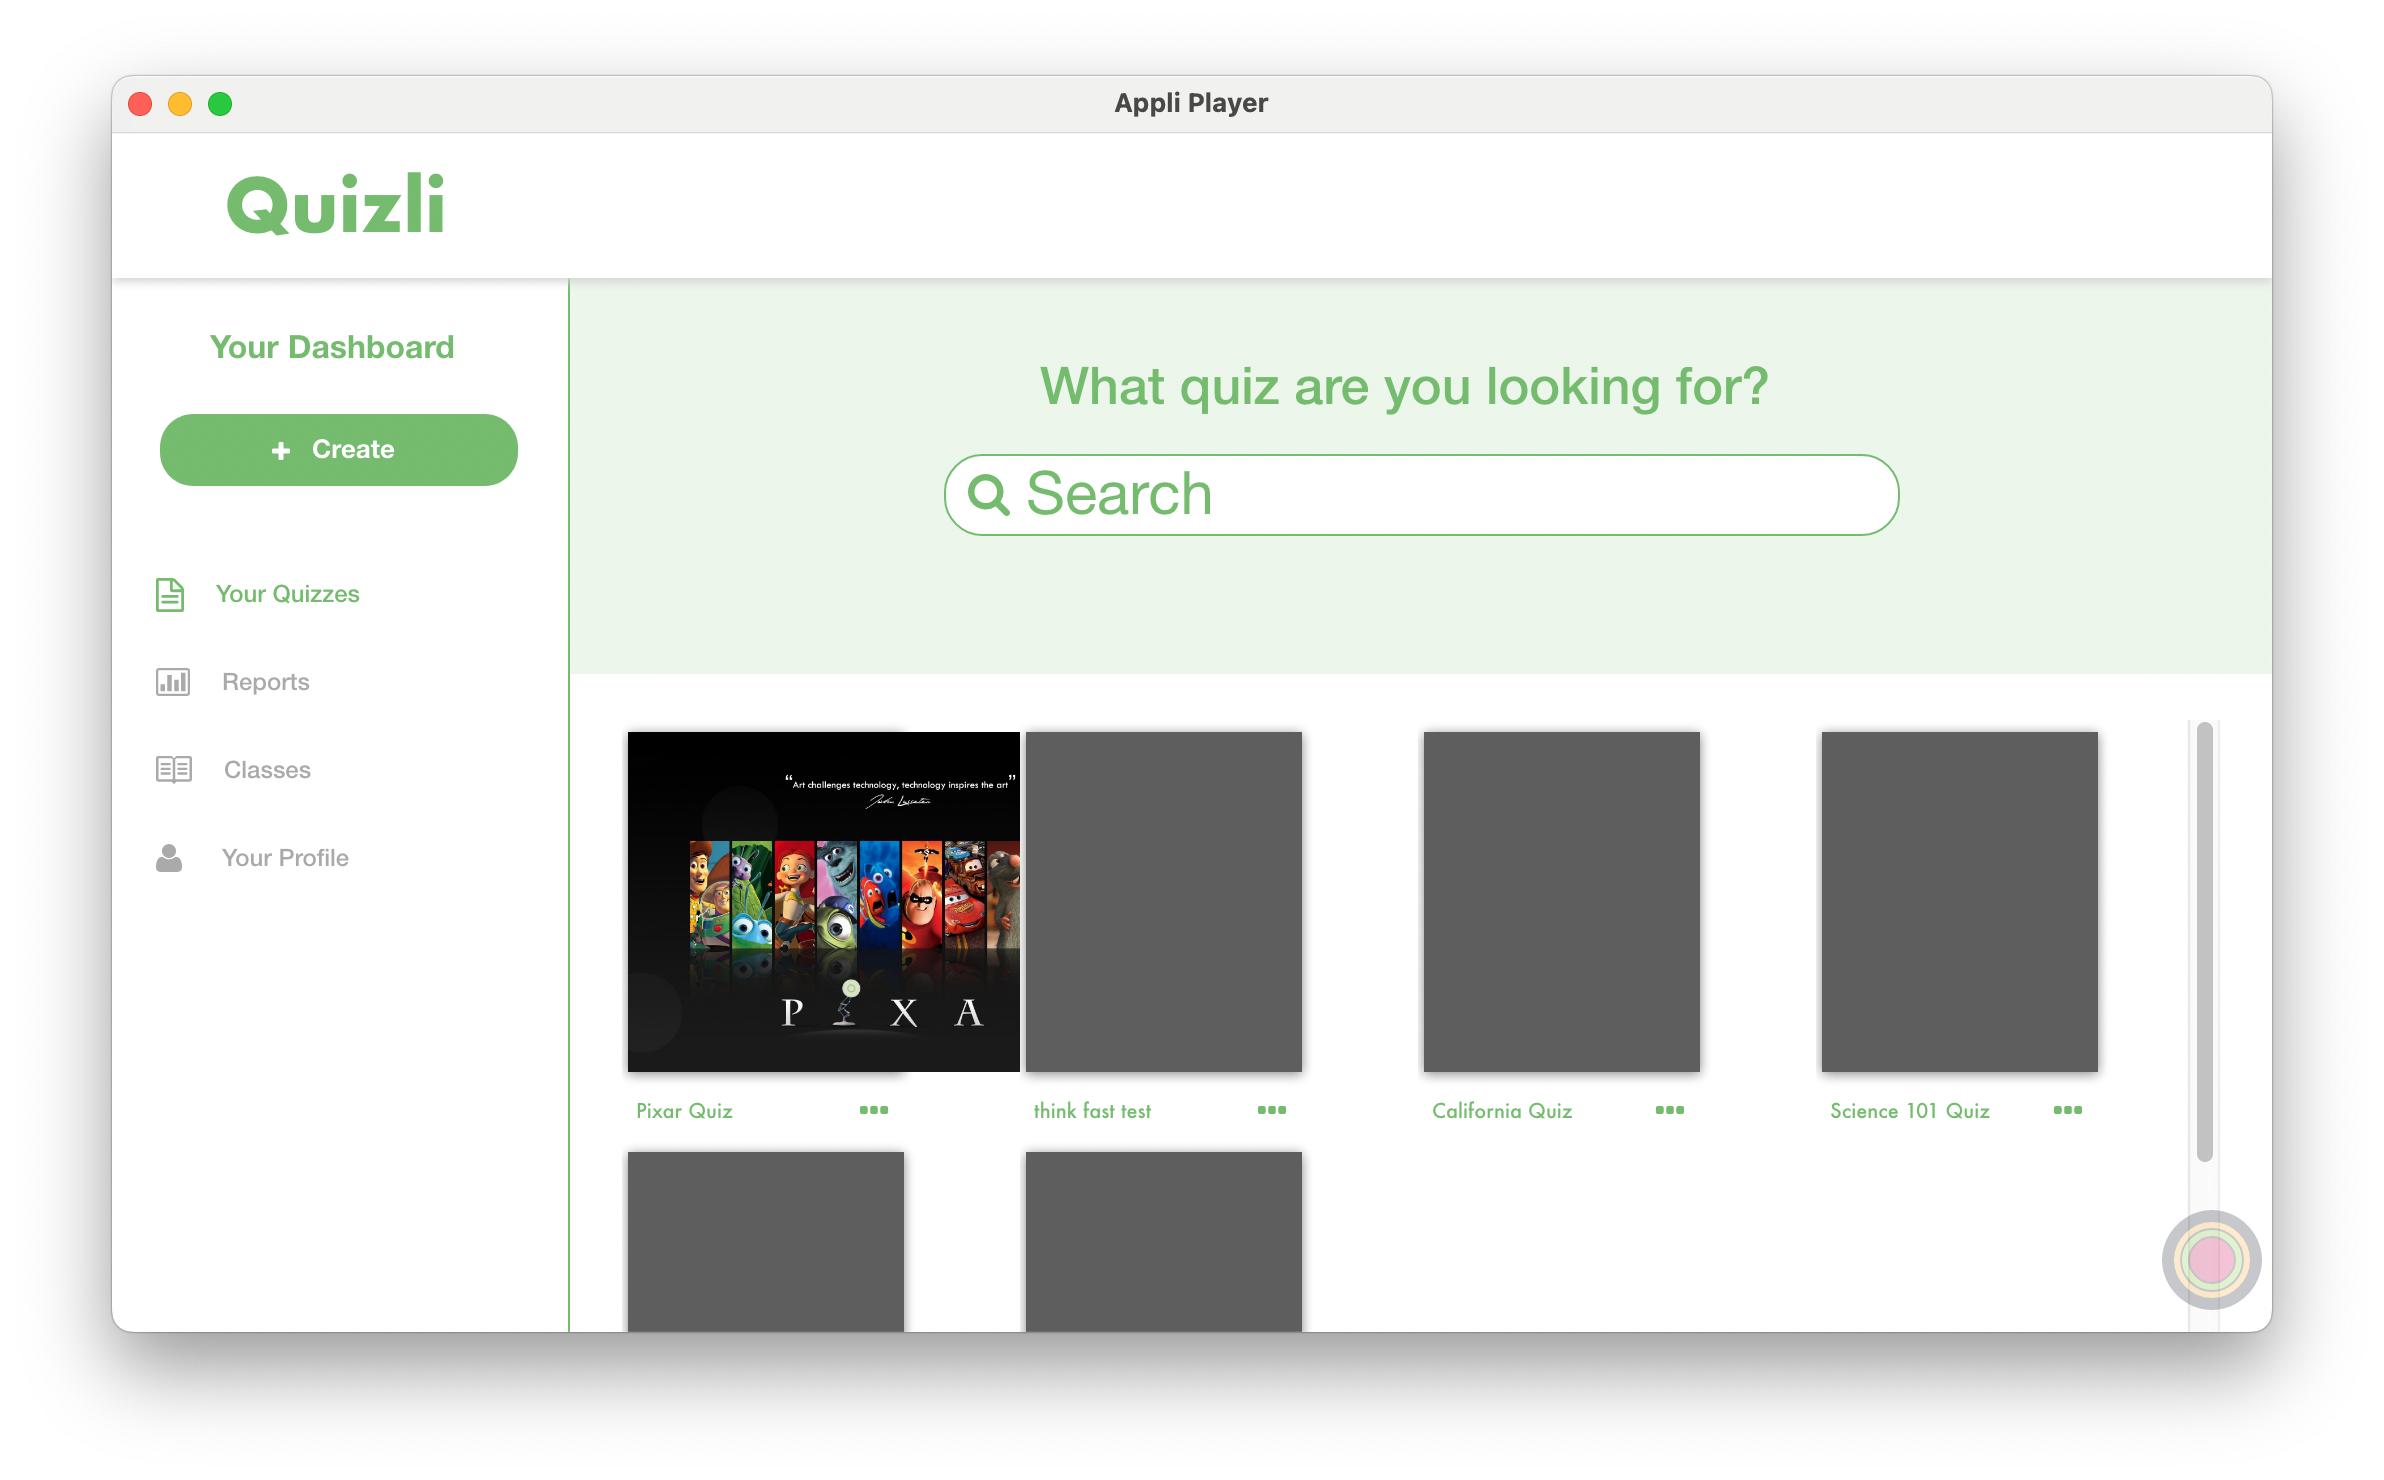 Appli Player
Quizli
Your Dashboard
Create
Your Quizzes
Reports
Classes
Your Profile
What quiz are you looking for?
Search
“Art challenges technology, technology inspires the art”
P X A
Pixar Quiz
think fast test
California Quiz
Science 101 Quiz